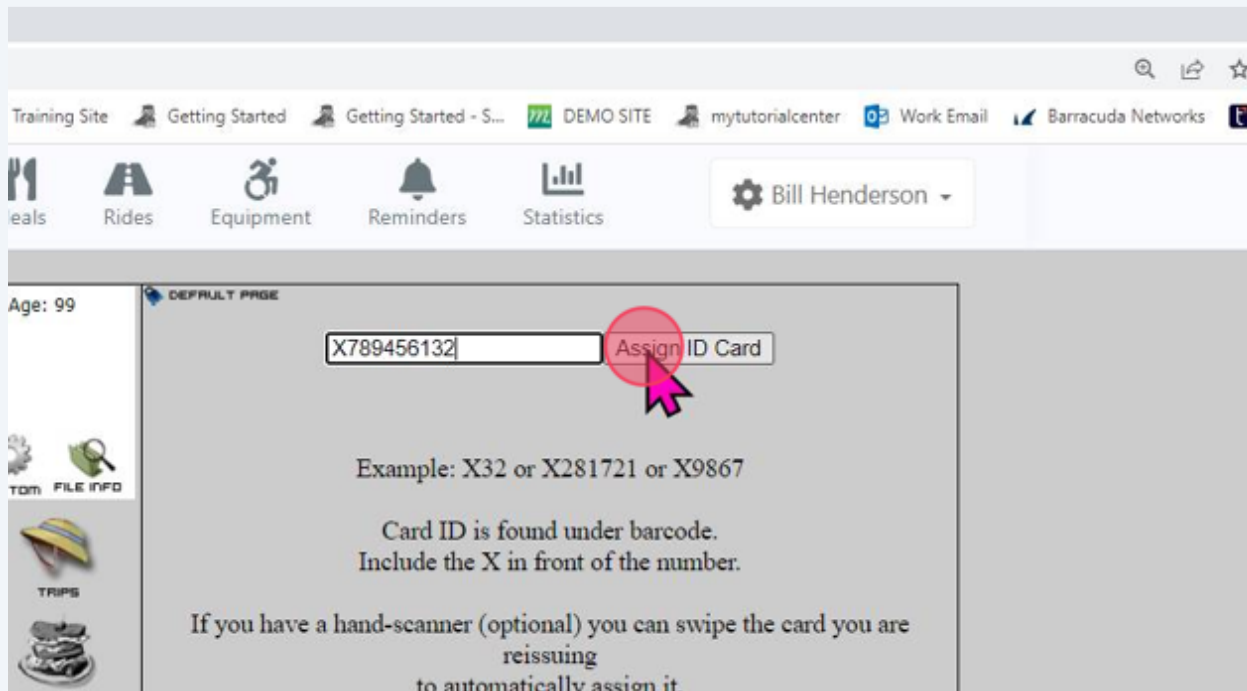 Training Site Getting Started Getting Started - S... DEMO SITE mytutorialcenter Work Email Barracuda Networks
Rides Equipment Reminders Statistics Bill Henderson
Age: 99
DEFAULT PAGE
X789456132 Assign ID Card
Example: X32 or X281721 or X9867
FILE INFO
Card ID is found under barcode.
Include the X in front of the number.
TRIPS
If you have a hand-scanner (optional) you can swipe the card you are
reissuing
to automatically assign it